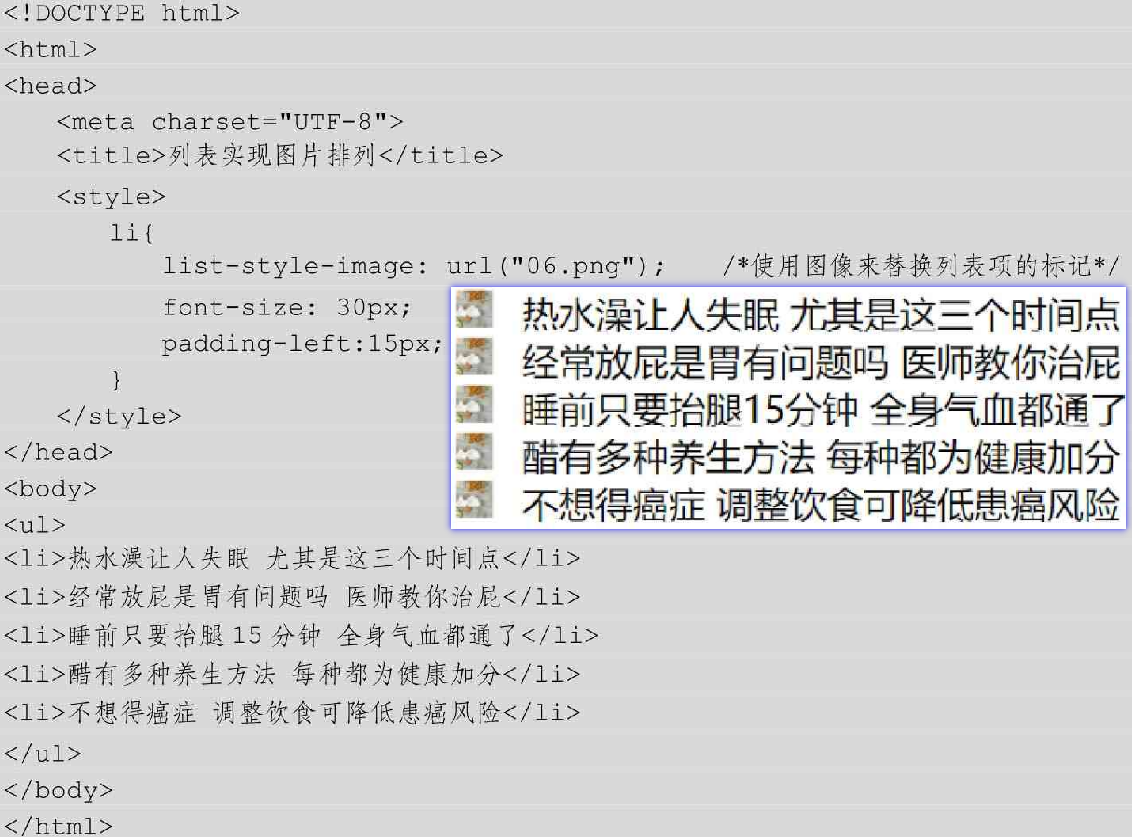 <!DOCTYPE html>
<html>
<head>
<meta charset="UTF-8">
<title>列表实现图片排列</title>
<style>
li{
list-style-image: url("06.png"); /*使用图像来替换列表项的标记*/
font-size: 30px;
padding-left:15px;
}
</style>
</head>
<body>
<ul>
<li>热水澡让人失眠 尤其是这三个时间点</li>
<li>经常放屁是胃有问题吗 医师教你治屁</li>
<li>睡前只要抬腿 15 分钟 全身气血都通了</li>
<li>醋有多种养生方法 每种都为健康加分</li>
<li>不想得癌症 调整饮食可降低患癌风险</li>
</ul>
</body>
</html>
热水澡让人失眠 尤其是这三个时间点
经常放屁是胃有问题吗 医师教你治屁
睡前只要抬腿15分钟 全身气血都通了
醋有多种养生方法 每种都为健康加分
不想得癌症 调整饮食可降低患癌风险